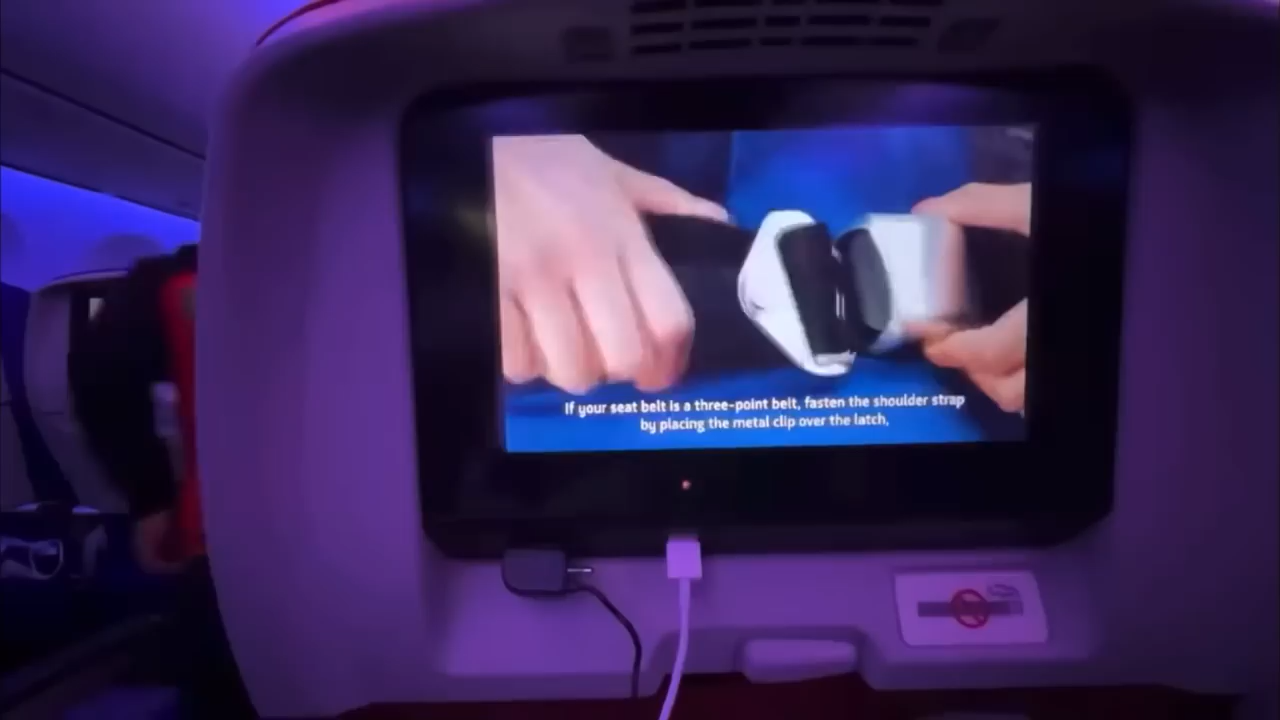 If your seat belt is a three-point belt, fasten the shoulder strap
by placing the metal clip over the latch,